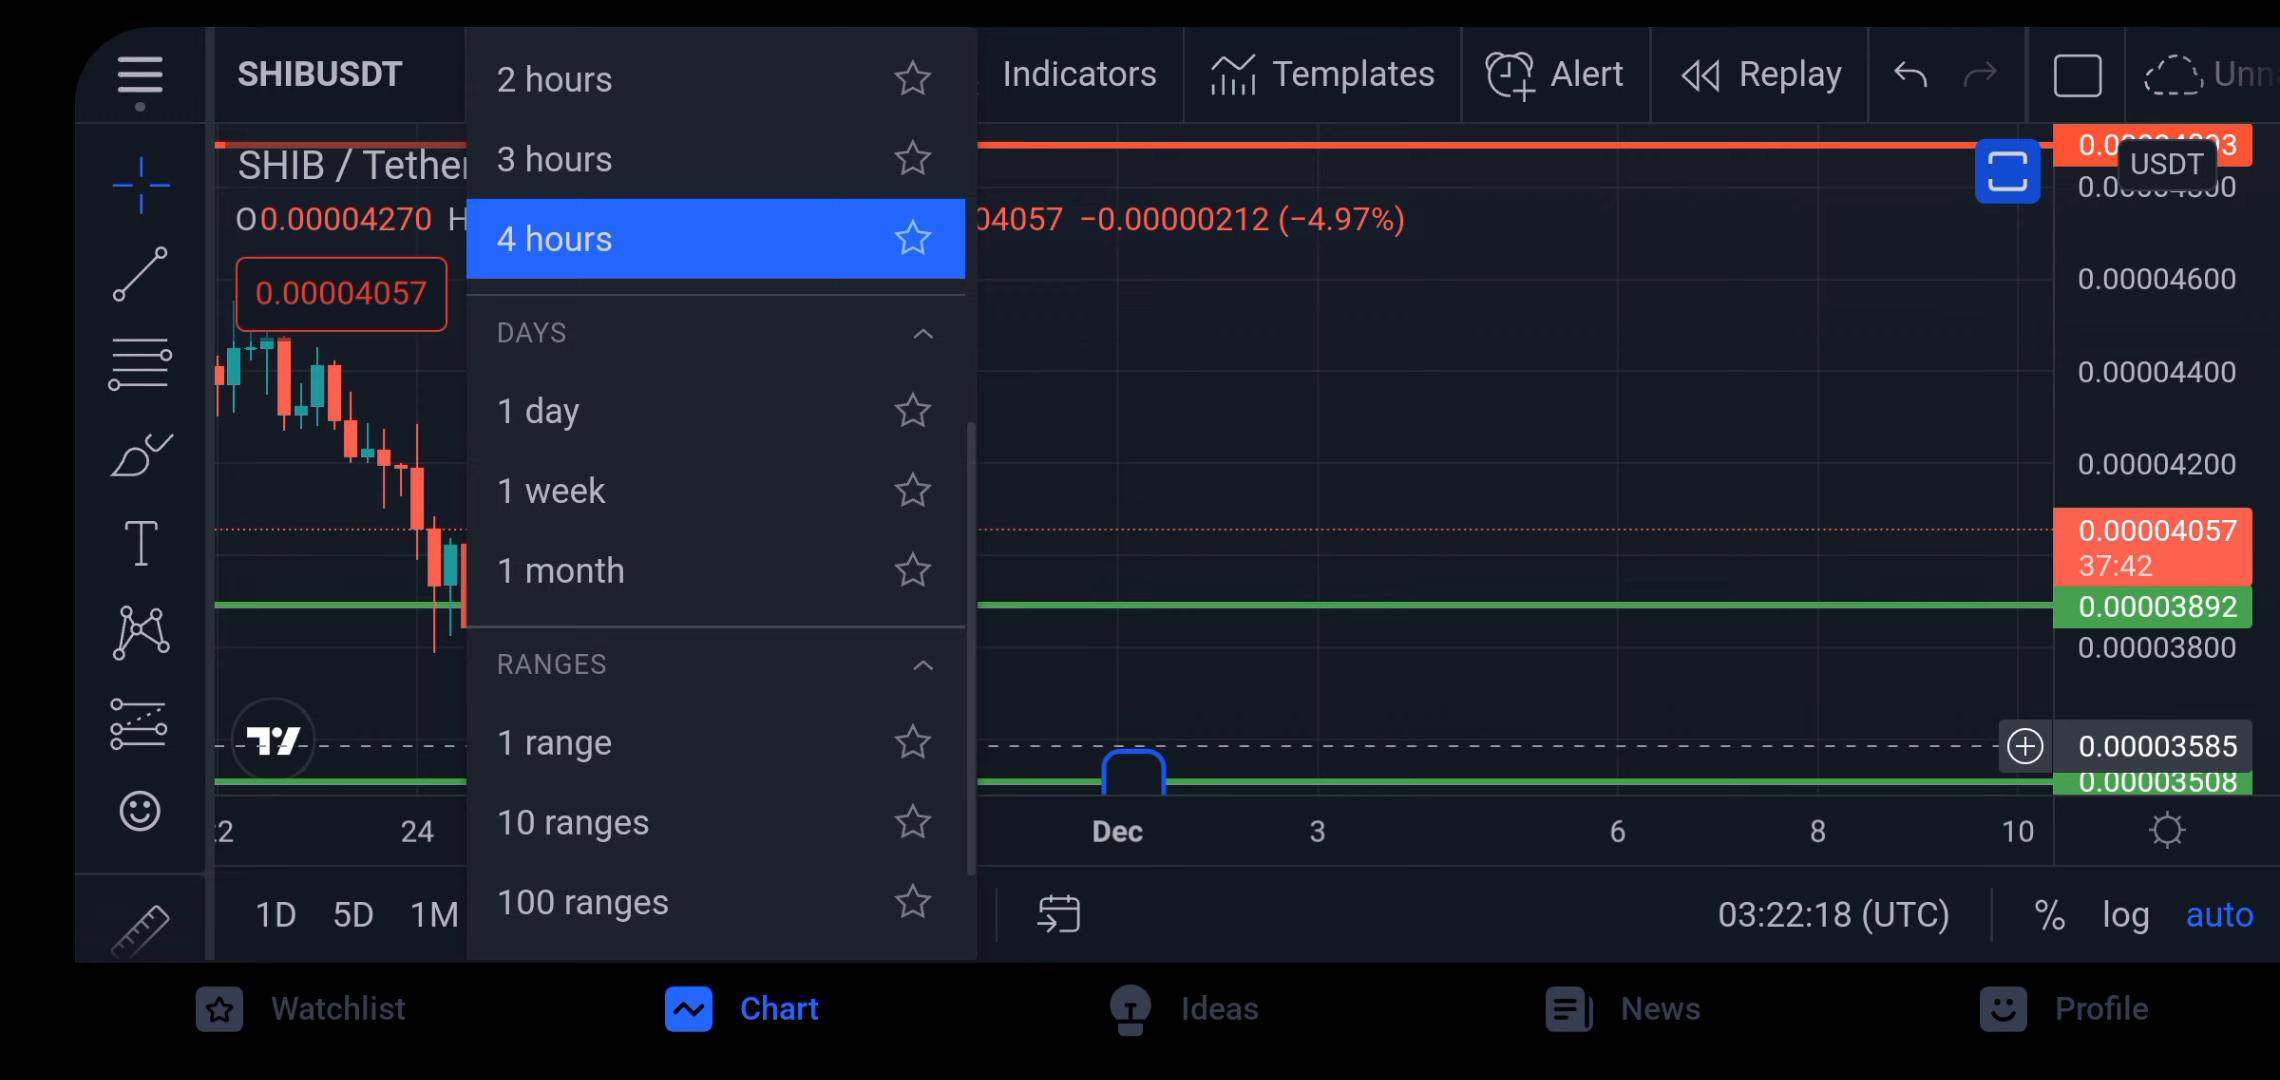 SHIBUSDT
2 hours
Indicators
Templates
Alert
Replay
SHIB / Tether
3 hours
USDT
O0.00004270 H
4 hours
04057 −0.00000212 (−4.97%)
0.00004057
0.00004600
DAYS
0.00004400
1 day
0.00004200
1 week
0.00004057
37:42
1 month
0.00003892
0.00003800
RANGES
1 range
0.00003585
0.00003508
10 ranges
24
Dec
3
6
8
10
100 ranges
1D
5D
1M
03:22:18 (UTC)
%
log
auto
Watchlist
Chart
Ideas
News
Profile